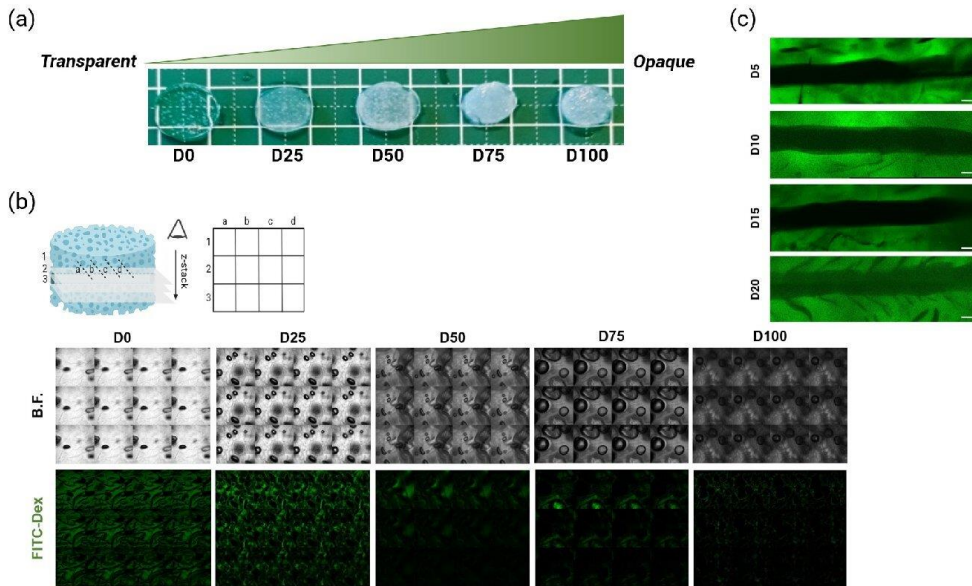 (a)
Transparent
Opaque
D0 D25 D50 D75 D100
(b)
a b c d
1
2
3
a b c d
1
2
3
z-stack
D0 D25 D50 D75 D100
B.F.
FITC-Dex
(c)
D5
D10
D15
D20